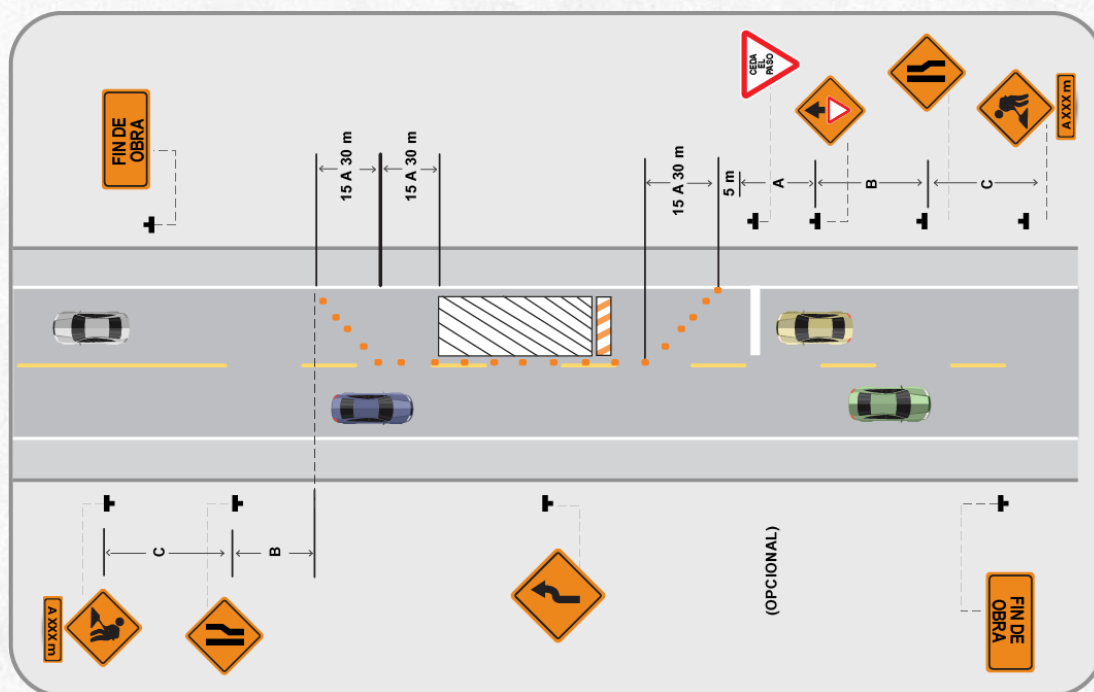 CEDA
EL
PASO
A XXX m
FIN DE
OBRA
15 A 30 m
15 A 30 m
15 A 30 m
5 m
A
B
C
C
B
(OPCIONAL)
A XXX m
FIN DE
OBRA